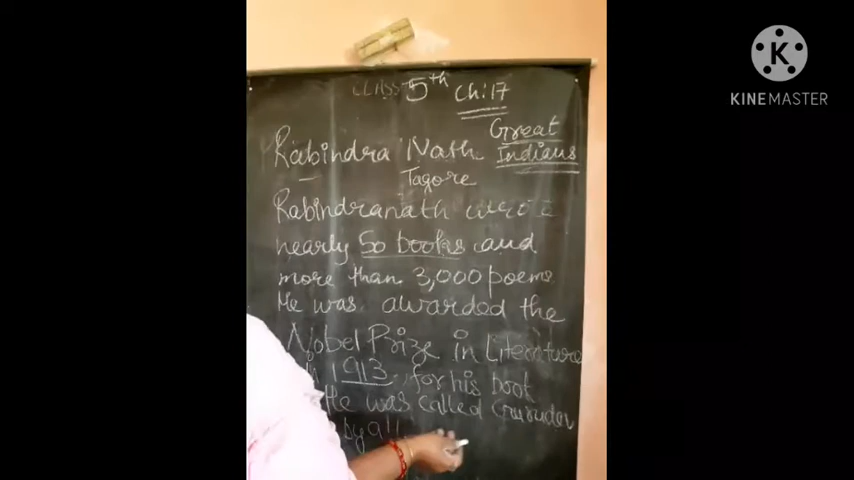 CLASS 5th Ch:17
Great
Rabindra Nath Indians
Tagore
Rabindranath wrote
nearly 50 books and
more than 3,000 poems
He was awarded the
Nobel Prize in Literature
1913, for his book
He was called Gurudev
by all
K
KINEMASTER